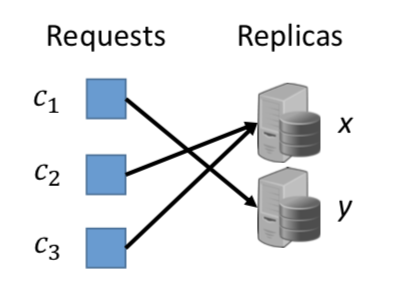 Requests Replicas
c₁
x
c₂
y
c₃